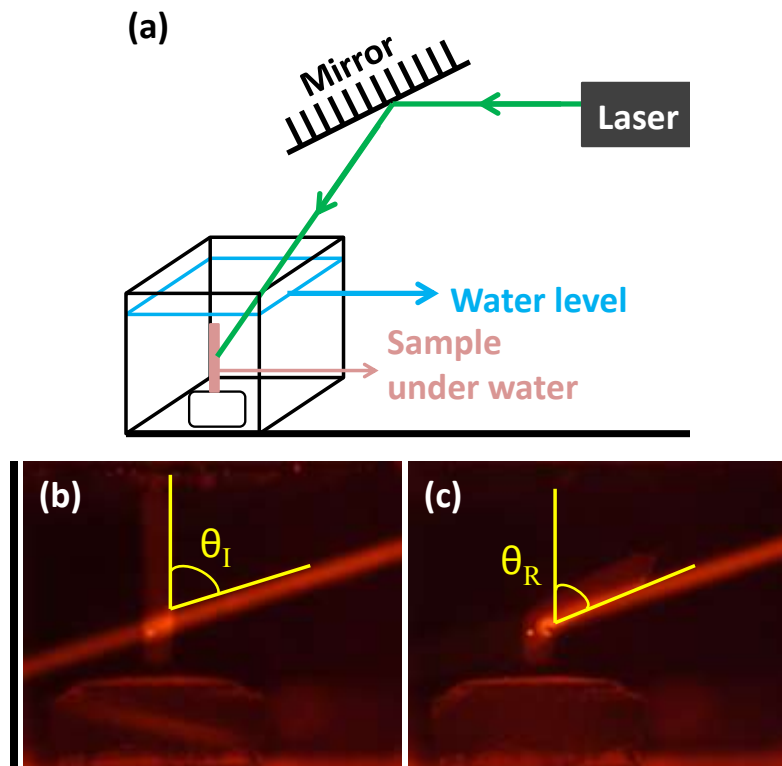 (a)
Mirror
Laser
Water level
Sample
under water
(b)
θI
(c)
θR